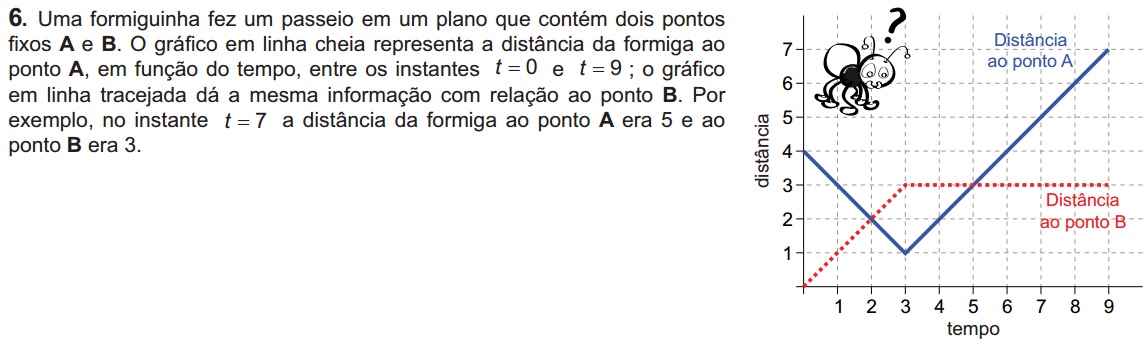 6. Uma formiguinha fez um passeio em um plano que contém dois pontos
fixos A e B. O gráfico em linha cheia representa a distância da formiga ao
ponto A, em função do tempo, entre os instantes t = 0 e t = 9 ; o gráfico
em linha tracejada dá a mesma informação com relação ao ponto B. Por
exemplo, no instante t = 7 a distância da formiga ao ponto A era 5 e ao
ponto B era 3.
?
Distância
ao ponto A
7
6
5
4
3
2
1
distância
Distância
ao ponto B
1 2 3 4 5 6 7 8 9
tempo